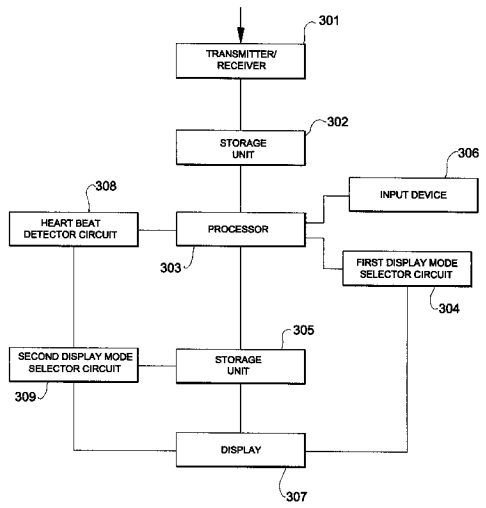 301
TRANSMITTER/
RECEIVER
302
STORAGE
UNIT
306
INPUT DEVICE
308
HEART BEAT
DETECTOR CIRCUIT
PROCESSOR
303
FIRST DISPLAY MODE
SELECTOR CIRCUIT
304
305
SECOND DISPLAY MODE
SELECTOR CIRCUIT
309
STORAGE
UNIT
DISPLAY
307